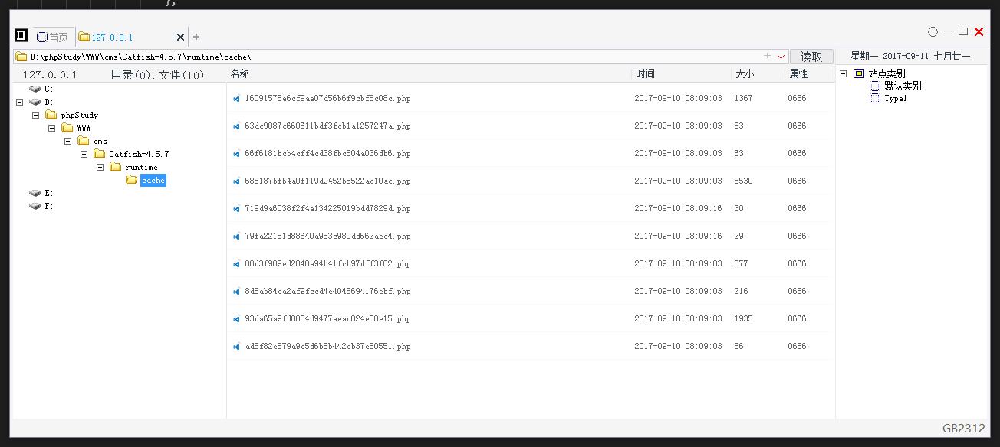 };
首页
127.0.0.1
D:\phpStudy\WWW\cms\Catfish-4.5.7\runtime\cache\
读取
星期一 2017-09-11 七月廿一
127.0.0.1 目录(0),文件(10)
名称 时间 大小 属性
C:
D:
phpStudy
WWW
cms
Catfish-4.5.7
runtime
cache
E:
F:
16091575e6cf9ae07d56b6f9cbf6c08c.php 2017-09-10 08:09:03 1367 0666
63dc9087c660611bdf3fcb1a1257247a.php 2017-09-10 08:09:03 53 0666
66f6181bcb4cff4cd38fbc804a036db6.php 2017-09-10 08:09:03 63 0666
688187bfb4a0f119d9452b5522ac10ac.php 2017-09-10 08:09:03 5530 0666
719d9a6038f2f4a134225019bdd7829d.php 2017-09-10 08:09:16 30 0666
79fa22181d88640a983c980dd662aee4.php 2017-09-10 08:09:16 29 0666
80d3f909ed2840a94b41fcb97dff3f02.php 2017-09-10 08:09:03 877 0666
8d6ab84ca2af9fccd4e4048694176ebf.php 2017-09-10 08:09:03 216 0666
93da65a9fd0004d9477aeac024e08e15.php 2017-09-10 08:09:03 1935 0666
ad5f82e879a9c5d6b5b442eb37e50551.php 2017-09-10 08:09:03 66 0666
站点类别
默认类别
Type1
GB2312